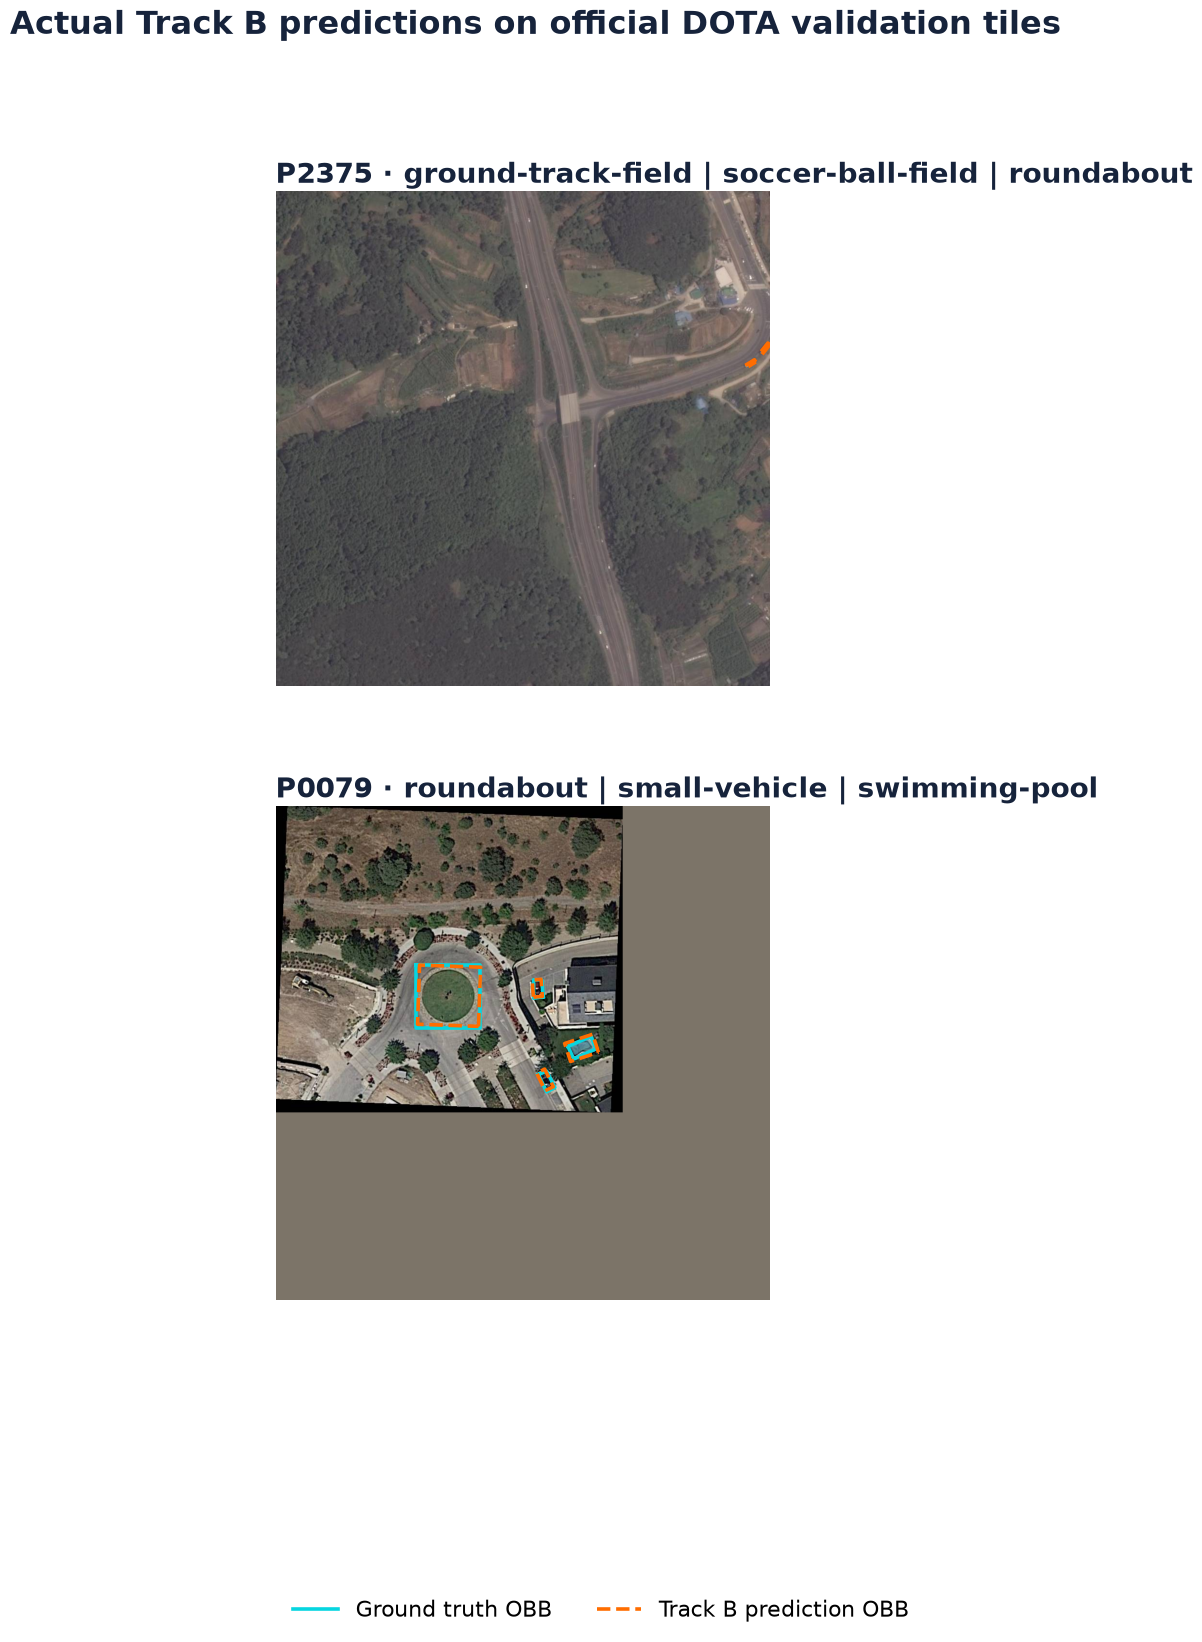 Actual Track B predictions on official DOTA validation tiles
P2375 · ground-track-field | soccer-ball-field | roundabout
P0079 · roundabout | small-vehicle | swimming-pool
Ground truth OBB
Track B prediction OBB